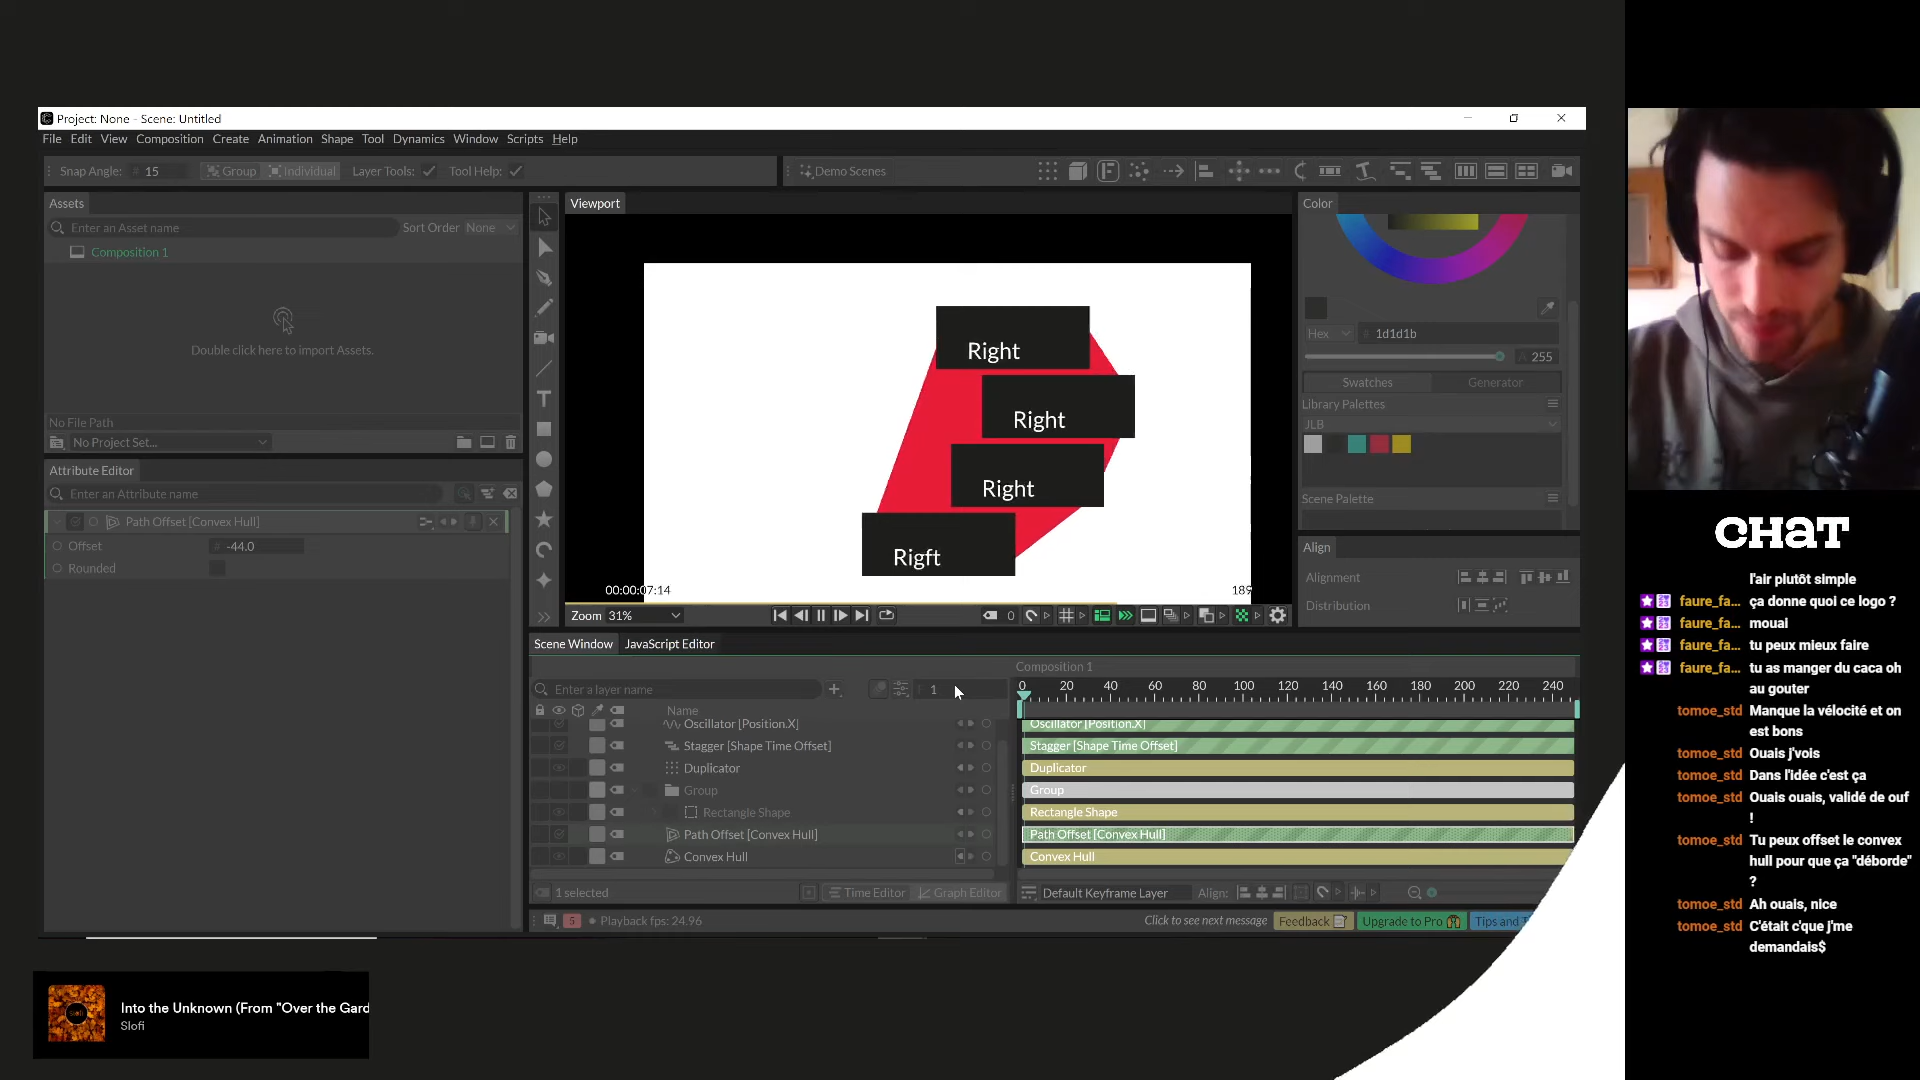 Project: None - Scene: Untitled
File Edit View Composition Create Animation Shape Tool Dynamics Window Scripts Help
Snap Angle: 15 Group Individual Layer Tools: Tool Help:
Demo Scenes
Assets
Viewport
Color
Enter an Asset name
Sort Order None
Composition 1
Double click here to import Assets.
No File Path
No Project Set...
Attribute Editor
Enter an Attribute name
Path Offset [Convex Hull]
Offset -44.0
Rounded
Right
Right
Right
Rigft
00:00:07:14
189
Zoom 31%
0
Hex 1d1d1b
A 255
Swatches Generator
Library Palettes
JLB
Scene Palette
Align
Alignment
Distribution
Scene Window JavaScript Editor
Composition 1
Enter a layer name
1
0 20 40 60 80 100 120 140 160 180 200 220 240
Name
Oscillator [Position.X]
Oscillator [Position.X]
Stagger [Shape Time Offset]
Stagger [Shape Time Offset]
Duplicator
Duplicator
Group
Group
Rectangle Shape
Rectangle Shape
Path Offset [Convex Hull]
Path Offset [Convex Hull]
Convex Hull
Convex Hull
1 selected
Time Editor Graph Editor
Default Keyframe Layer Align:
5 Playback fps: 24.96
Click to see next message Feedback Upgrade to Pro Tips and T
Into the Unknown (From "Over the Gard
Slofi
Slofi
CHAT
l'air plutôt simple
faure_fa... ça donne quoi ce logo ?
faure_fa... mouai
faure_fa... tu peux mieux faire
faure_fa... tu as manger du caca oh
au gouter
tomoe_std Manque la vélocité et on
est bons
tomoe_std Ouais j'vois
tomoe_std Dans l'idée c'est ça
tomoe_std Ouais ouais, validé de ouf
!
tomoe_std Tu peux offset le convex
hull pour que ça "déborde"
?
tomoe_std Ah ouais, nice
tomoe_std C'était c'que j'me
demandais$